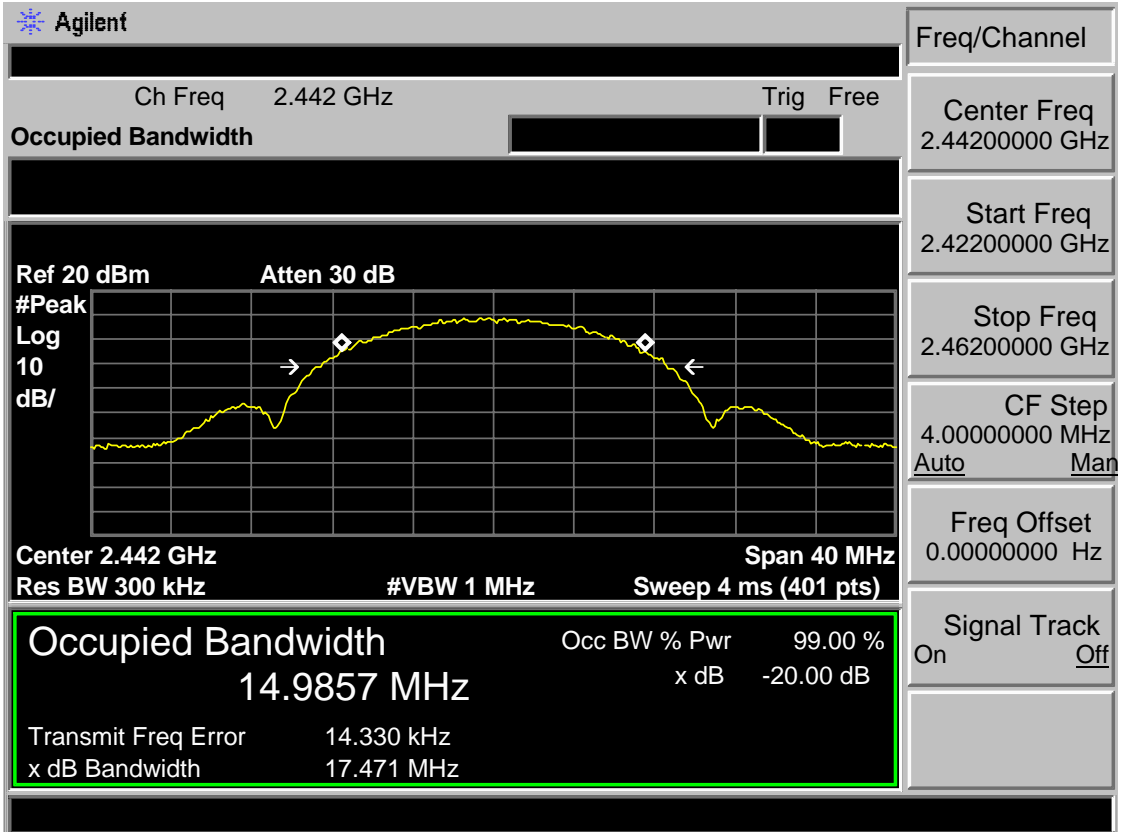 Agilent
Freq/Channel
Ch Freq 2.442 GHz Trig Free
Occupied Bandwidth
Center Freq
2.44200000 GHz
Start Freq
2.42200000 GHz
Stop Freq
2.46200000 GHz
CF Step
4.00000000 MHz
Auto Man
Freq Offset
0.00000000 Hz
Signal Track
On Off
Ref 20 dBm Atten 30 dB
#Peak
Log
10
dB/
Center 2.442 GHz Span 40 MHz
Res BW 300 kHz #VBW 1 MHz Sweep 4 ms (401 pts)
Occupied Bandwidth Occ BW % Pwr 99.00 %
14.9857 MHz x dB -20.00 dB
Transmit Freq Error 14.330 kHz
x dB Bandwidth 17.471 MHz